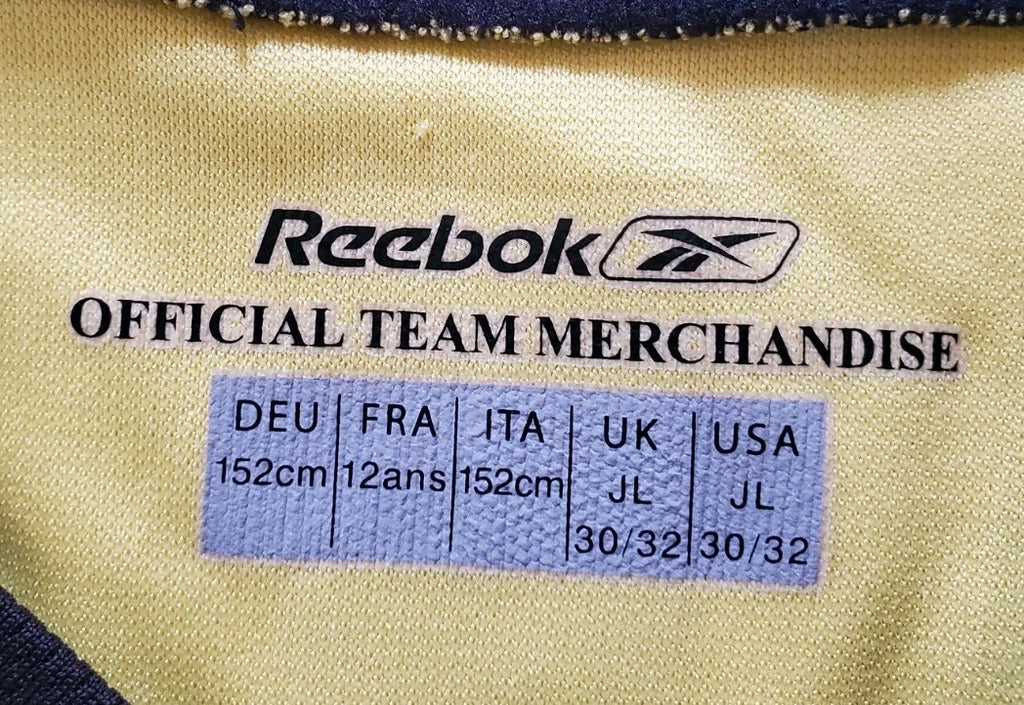 Reebok
OFFICIAL TEAM MERCHANDISE
DEU FRA ITA UK USA
152cm 12ans 152cm JL JL
30/32 30/32